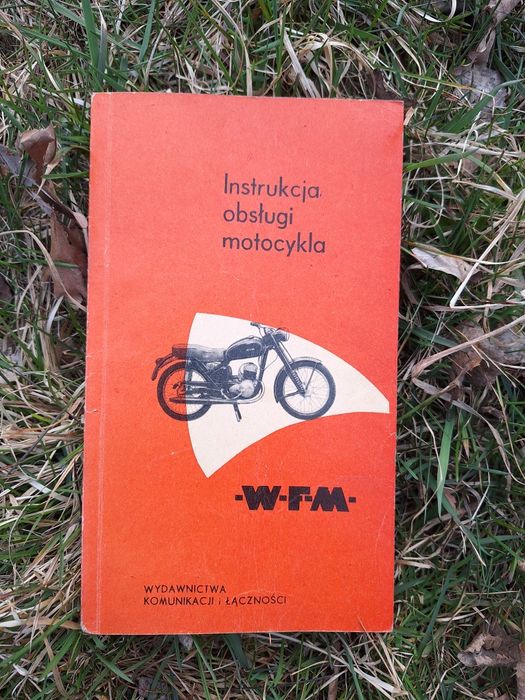 Instrukcja
obsługi
motocykla
·W·F·M·
WYDAWNICTWA
KOMUNIKACJI i ŁĄCZNOŚCI